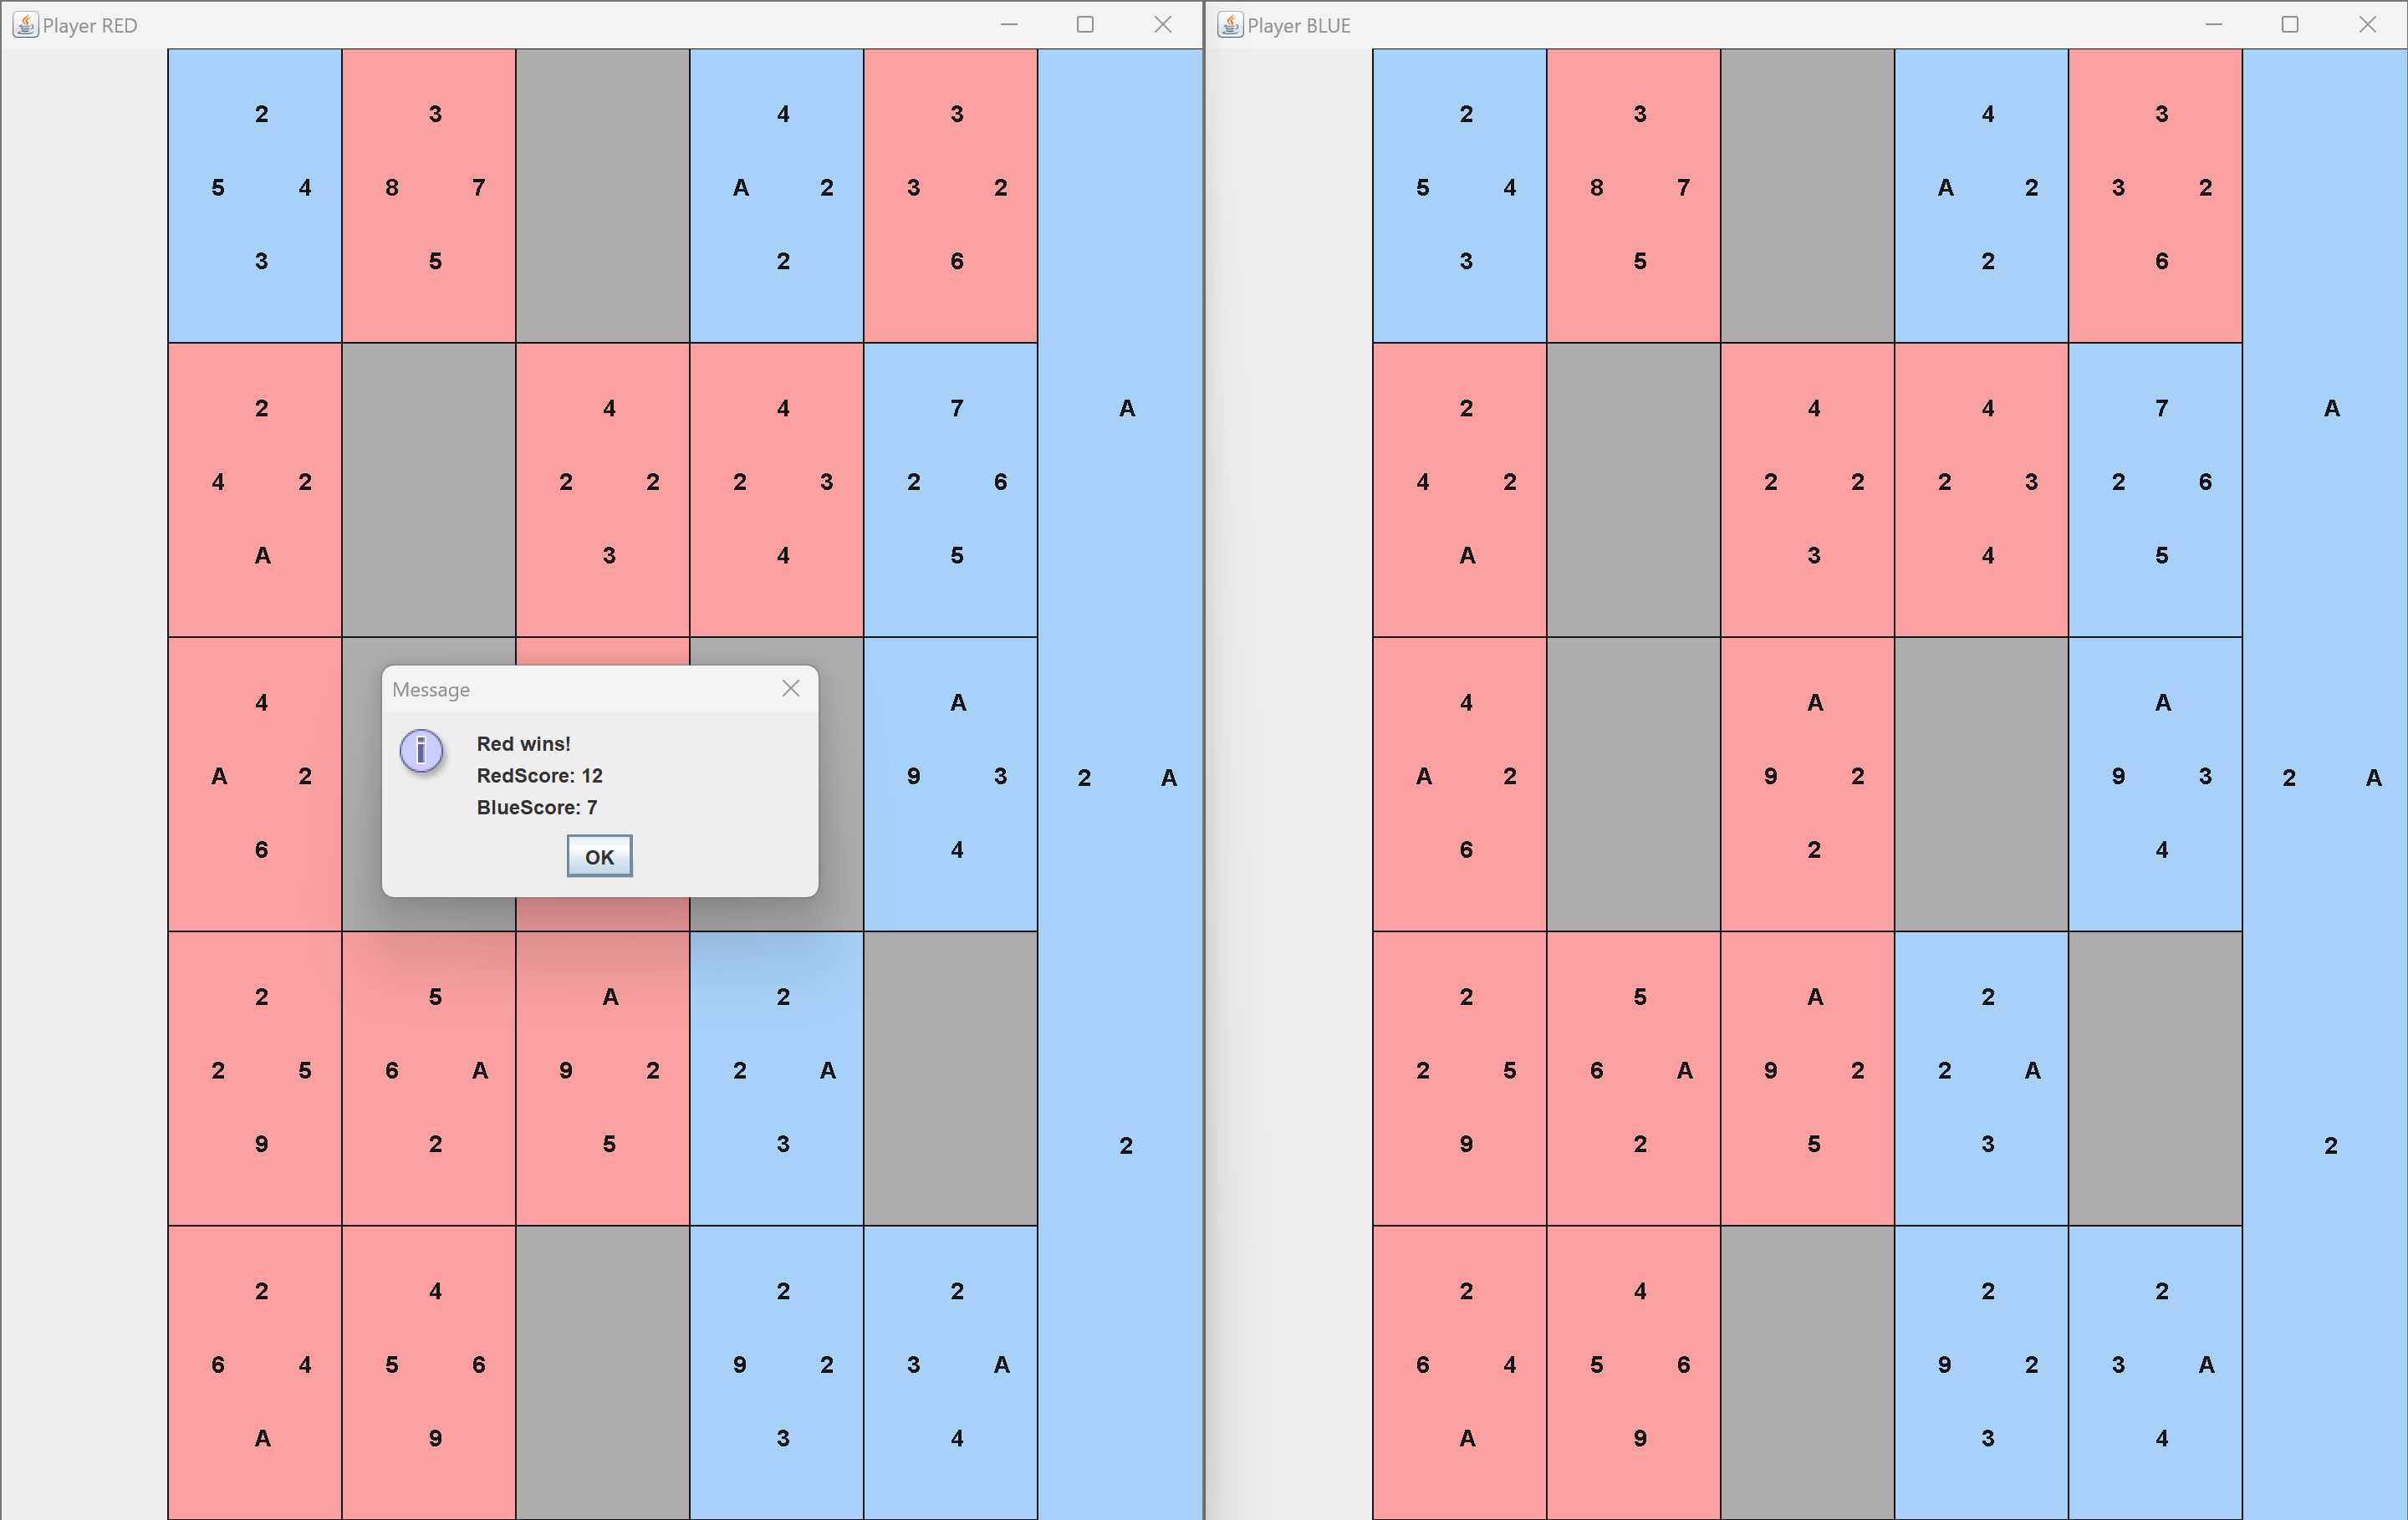 Player RED
2 3 4 3
5 4 8 7 A 2 3 2
3 5 2 6
2 4 4 7 A
4 2 2 2 2 3 2 6
A 3 4 5
4 A
A 2 9 3 2 A
6 4
Message
Red wins!
RedScore: 12
BlueScore: 7
OK
2 5 A 2
2 5 6 A 9 2 2 A
9 2 5 3 2
2 4 2 2
6 4 5 6 9 2 3 A
A 9 3 4
Player BLUE
2 3 4 3
5 4 8 7 A 2 3 2
3 5 2 6
2 4 4 7 A
4 2 2 2 2 3 2 6
A 3 4 5
4 A A
A 2 9 2 9 3 2 A
6 2 4
2 5 A 2
2 5 6 A 9 2 2 A
9 2 5 3 2
2 4 2 2
6 4 5 6 9 2 3 A
A 9 3 4